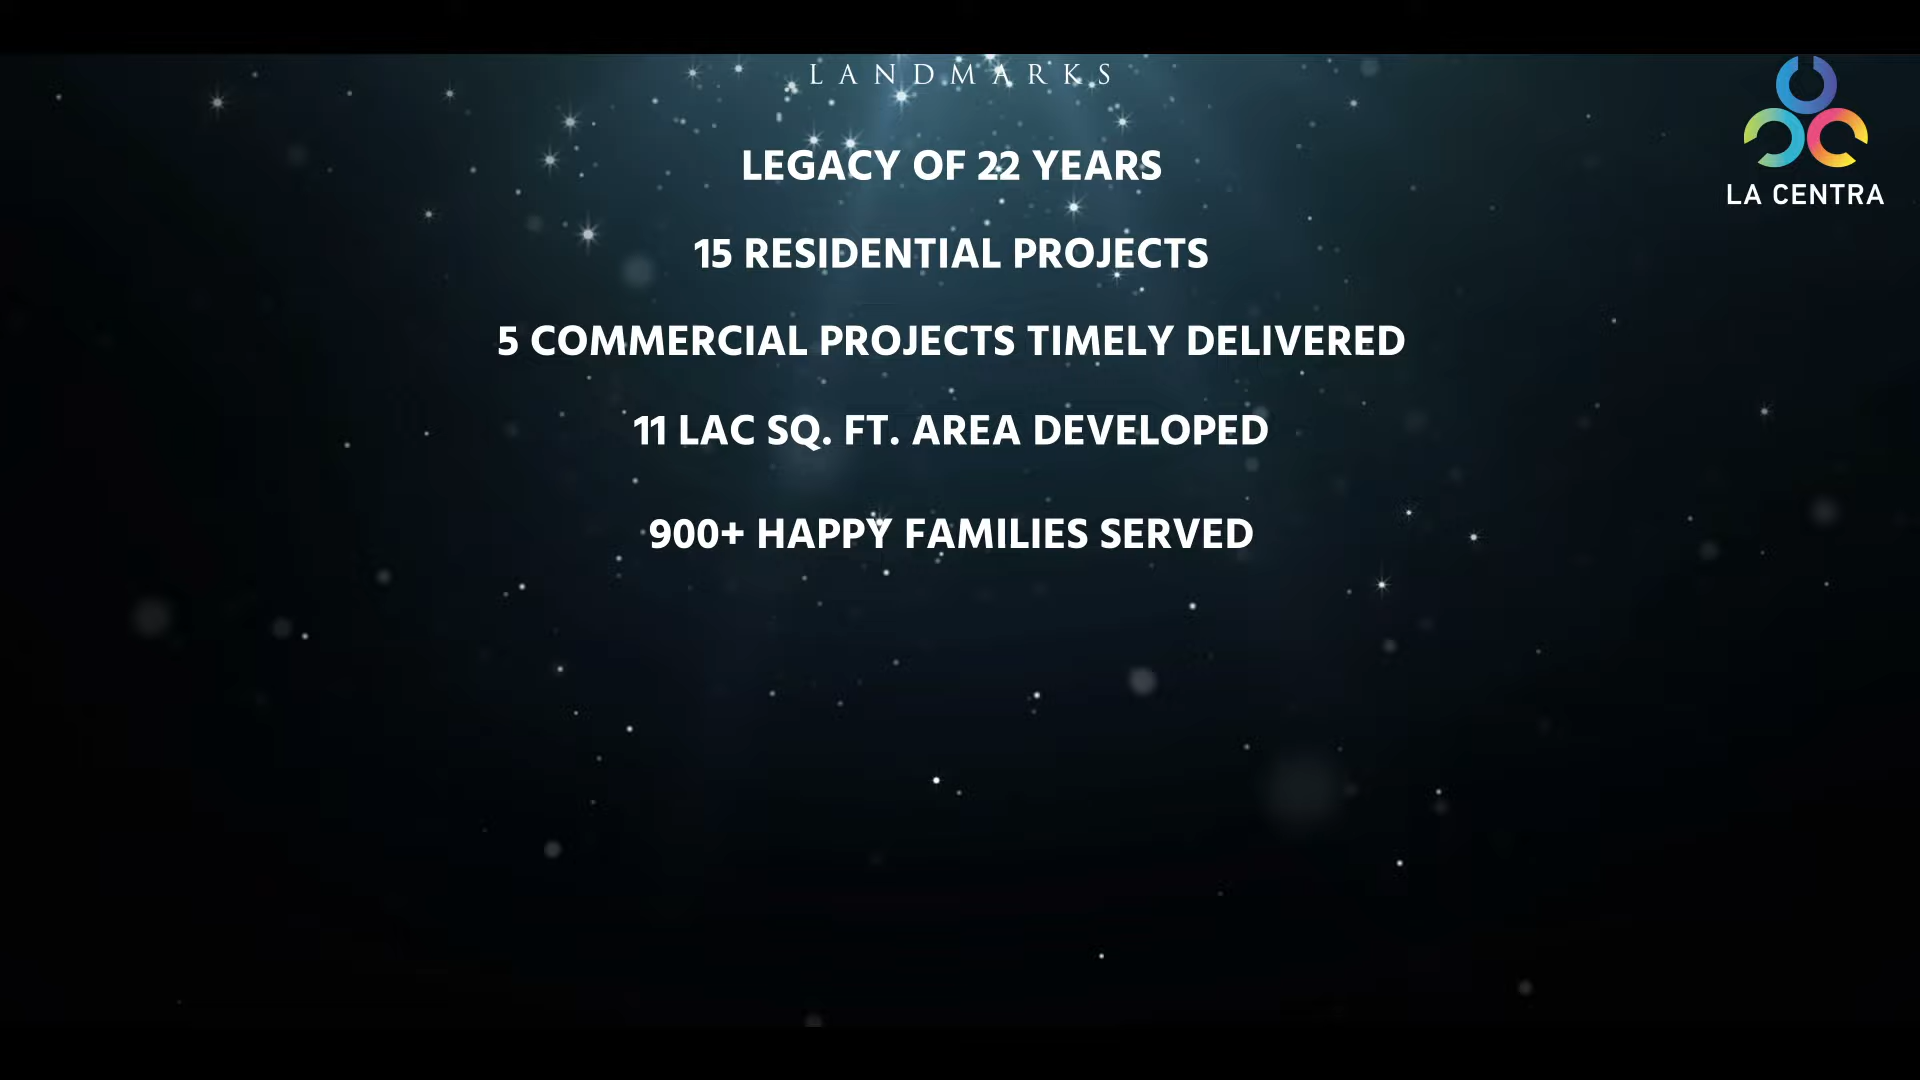 LANDMARKS
LEGACY OF 22 YEARS
15 RESIDENTIAL PROJECTS
5 COMMERCIAL PROJECTS TIMELY DELIVERED
11 LAC SQ. FT. AREA DEVELOPED
900+ HAPPY FAMILIES SERVED
LA CENTRA